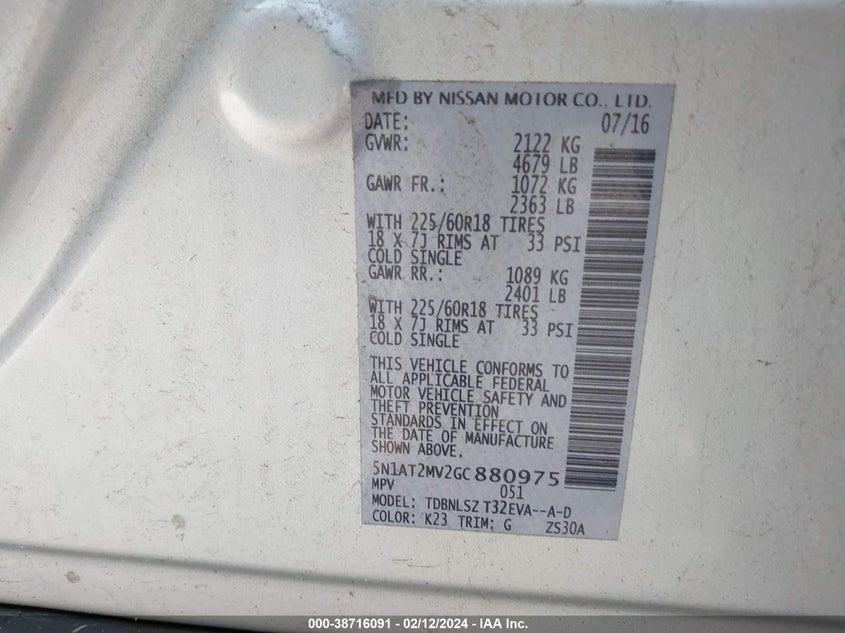 MFD BY NISSAN MOTOR CO., LTD.
DATE: 07/16
GVWR: 2122 KG
4679 LB
GAWR FR.: 1072 KG
2363 LB
WITH 225/60R18 TIRES
18 X 7J RIMS AT 33 PSI
COLD SINGLE
GAWR RR.: 1089 KG
2401 LB
WITH 225/60R18 TIRES
18 X 7J RIMS AT 33 PSI
COLD SINGLE
THIS VEHICLE CONFORMS TO
ALL APPLICABLE FEDERAL
MOTOR VEHICLE SAFETY AND
THEFT PREVENTION
STANDARDS IN EFFECT ON
THE DATE OF MANUFACTURE
SHOWN ABOVE.
5N1AT2MV2GC880975
MPV 051
MODEL: TDBNLSZ T32EVA--A-D
COLOR: K23 TRIM: G ZS30A
000-38716091 - 02/12/2024 - IAA Inc.